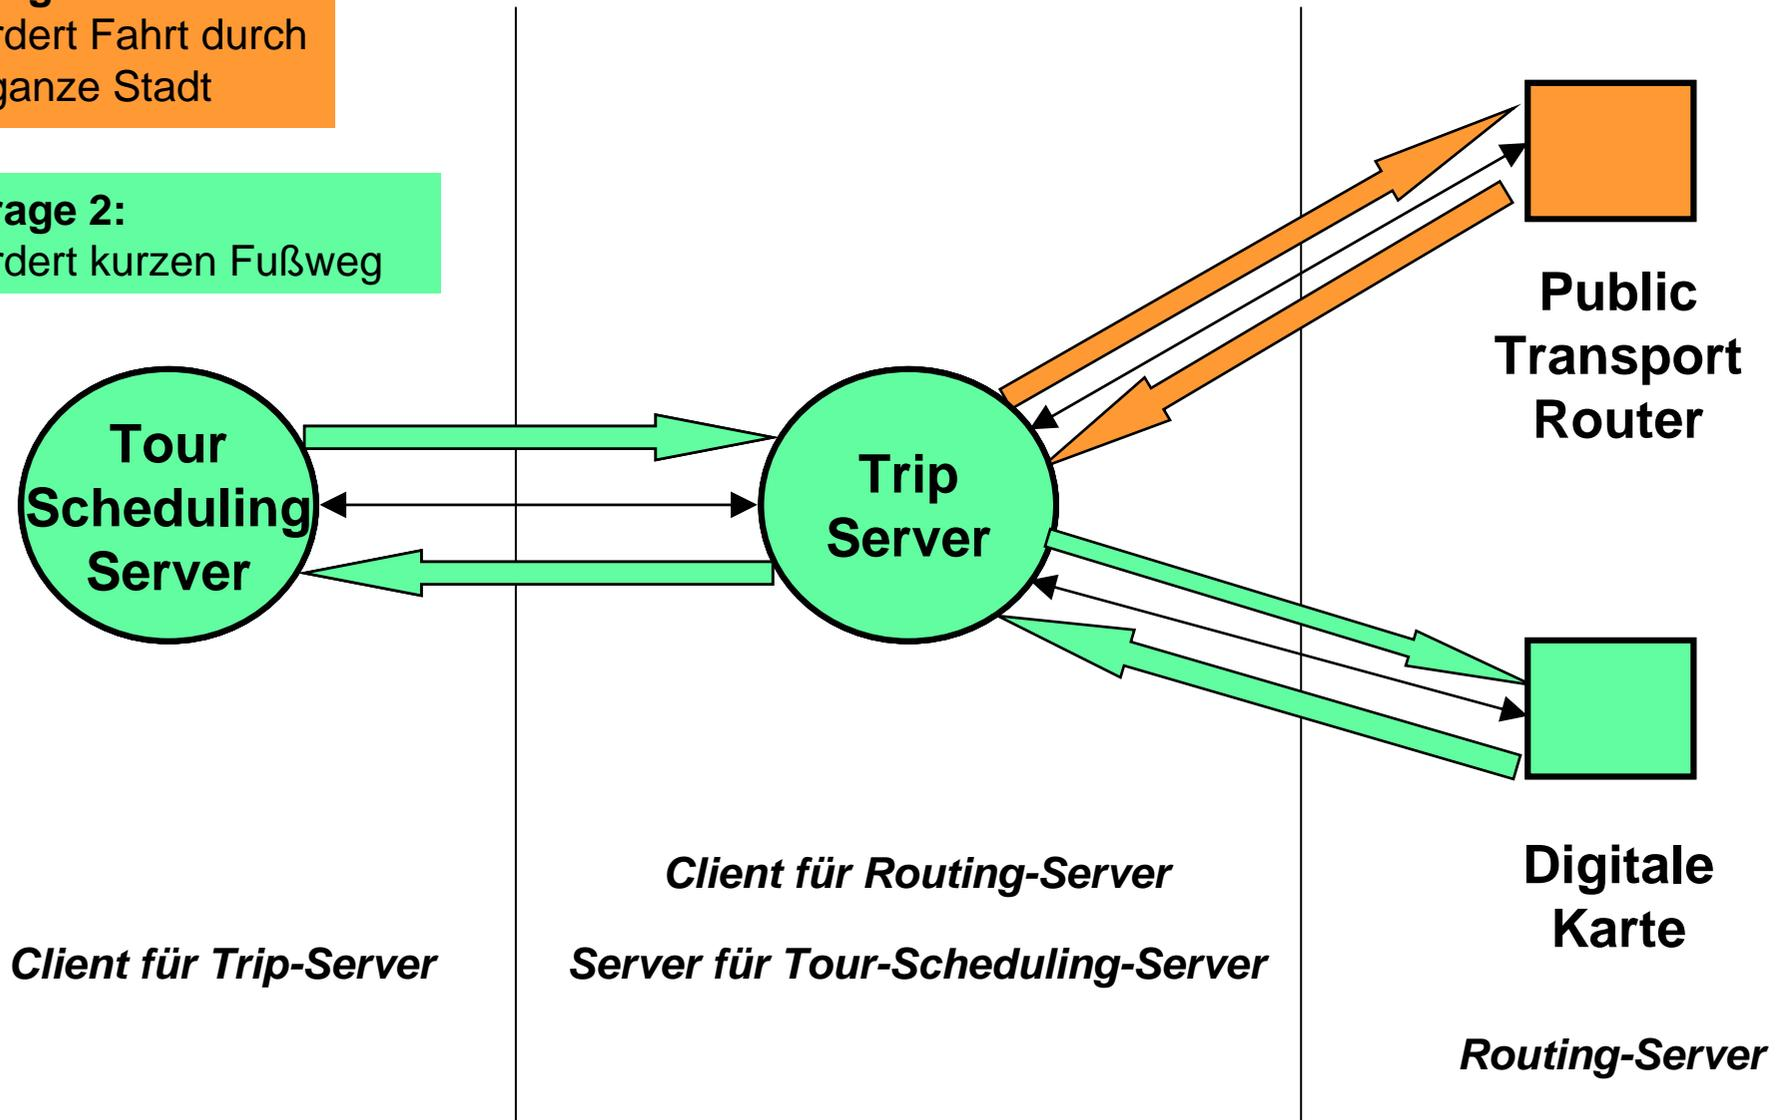 rdert Fahrt durch
ganze Stadt
rage 2:
rdert kurzen Fußweg
Tour
Scheduling
Server
Trip
Server
Public
Transport
Router
Digitale
Karte
Client für Routing-Server
Client für Trip-Server
Server für Tour-Scheduling-Server
Routing-Server